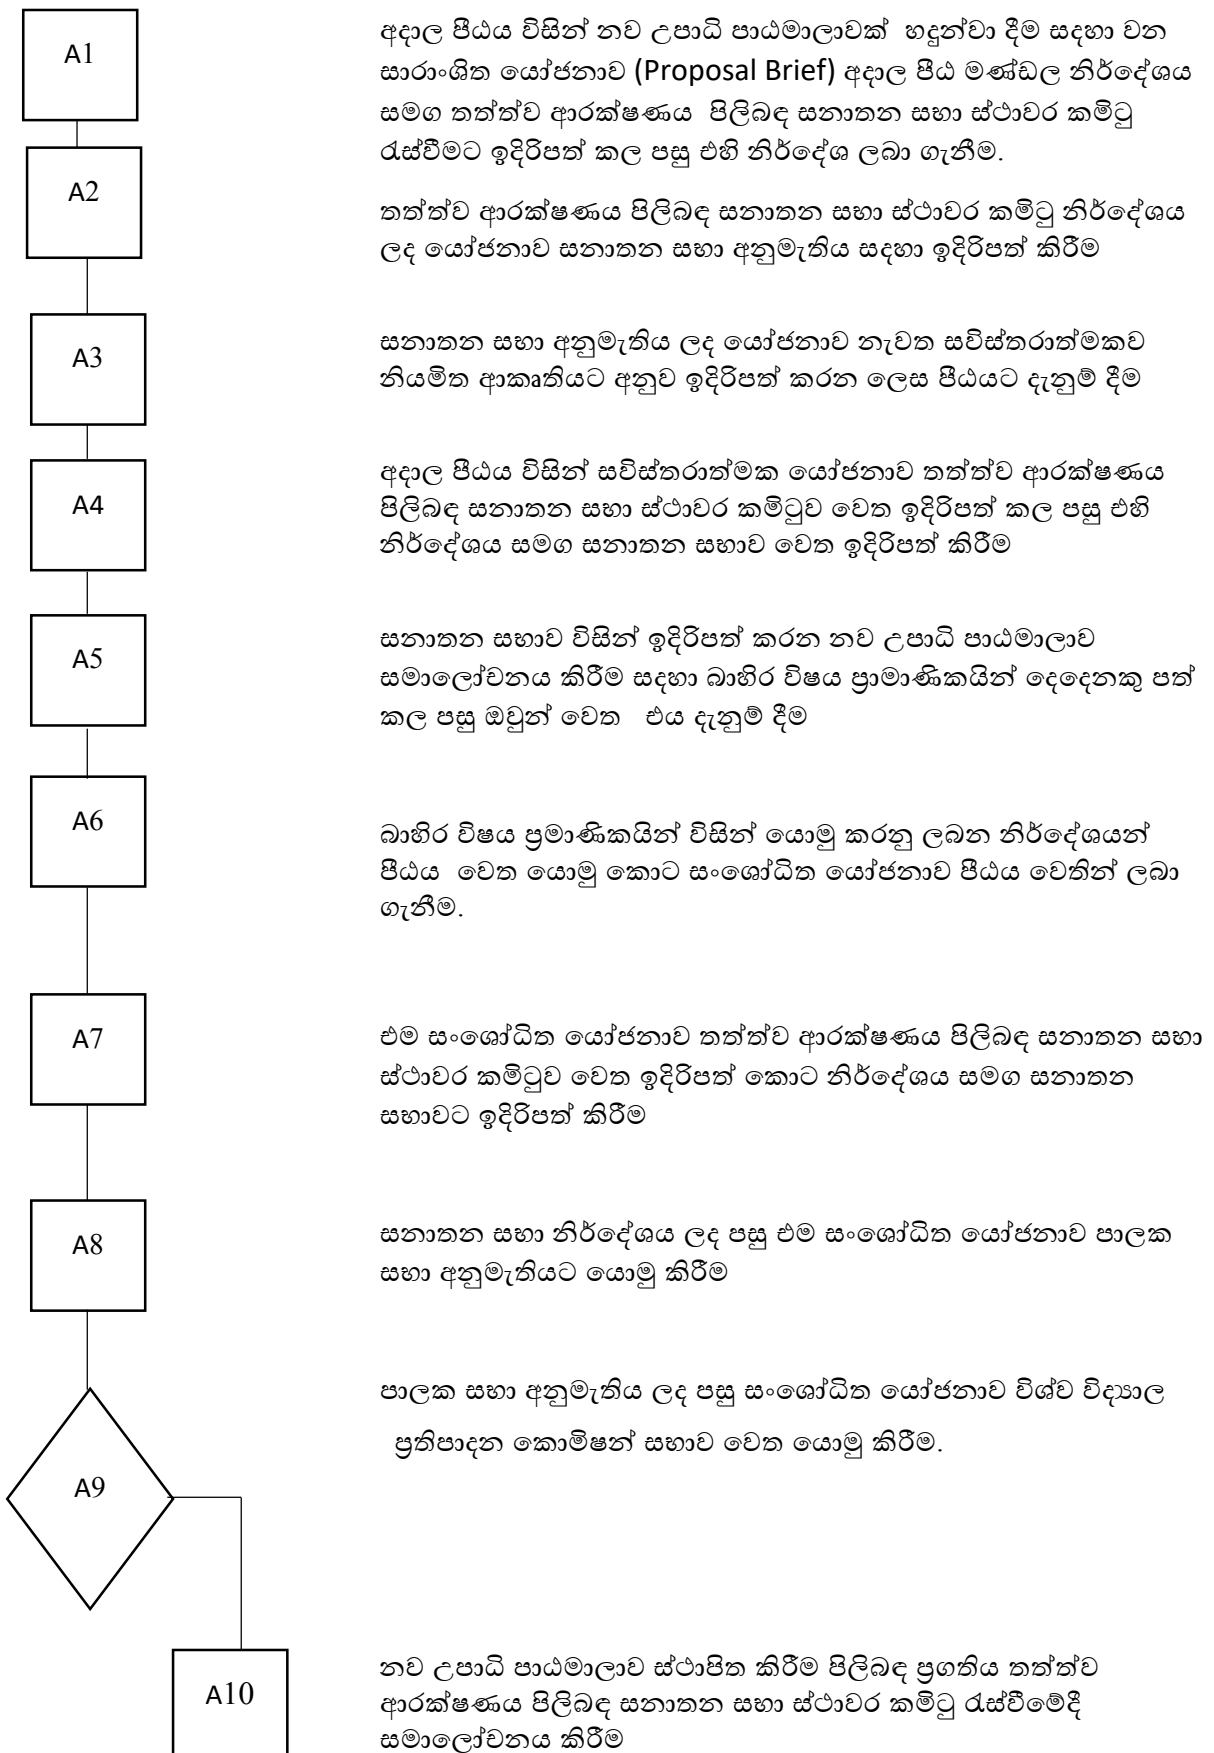 A1
අදාල පීඨය විසින් නව උපාධි පාඨමාලාවක් හදුන්වා දීම සදහා වන
සාරාංශිත යෝජනාව (Proposal Brief) අදාල පීඨ මණ්ඩල නිර්දේශය
සමග තත්ත්ව ආරක්ෂණය පිලිබඳ සනාතන සභා ස්ථාවර කමිටු
රැස්වීමට ඉදිරිපත් කල පසු එහි නිර්දේශ ලබා ගැනීම.
A2
තත්ත්ව ආරක්ෂණය පිලිබඳ සනාතන සභා ස්ථාවර කමිටු නිර්දේශය
ලද යෝජනාව සනාතන සභා අනුමැතිය සදහා ඉදිරිපත් කිරීම
A3
සනාතන සභා අනුමැතිය ලද යෝජනාව නැවත සවිස්තරාත්මකව
නියමිත ආකෘතියට අනුව ඉදිරිපත් කරන ලෙස පීඨයට දැනුම් දීම
A4
අදාල පීඨය විසින් සවිස්තරාත්මක යෝජනාව තත්ත්ව ආරක්ෂණය
පිලිබඳ සනාතන සභා ස්ථාවර කමිටුව වෙත ඉදිරිපත් කල පසු එහි
නිර්දේශය සමග සනාතන සභාව වෙත ඉදිරිපත් කිරීම
A5
සනාතන සභාව විසින් ඉදිරිපත් කරන නව උපාධි පාඨමාලාව
සමාලෝචනය කිරීම සදහා බාහිර විෂය ප්‍රාමාණිකයින් දෙදෙනකු පත්
කල පසු ඔවුන් වෙත එය දැනුම් දීම
A6
බාහිර විෂය ප්‍රමාණිකයින් විසින් යොමු කරනු ලබන නිර්දේශයන්
පීඨය වෙත යොමු කොට සංශෝධිත යෝජනාව පීඨය වෙතින් ලබා
ගැනීම.
A7
එම සංශෝධිත යෝජනාව තත්ත්ව ආරක්ෂණය පිලිබඳ සනාතන සභා
ස්ථාවර කමිටුව වෙත ඉදිරිපත් කොට නිර්දේශය සමග සනාතන
සභාවට ඉදිරිපත් කිරීම
A8
සනාතන සභා නිර්දේශය ලද පසු එම සංශෝධිත යෝජනාව පාලක
සභා අනුමැතියට යොමු කිරීම
පාලක සභා අනුමැතිය ලද පසු සංශෝධිත යෝජනාව විශ්ව විද්‍යාල
ප්‍රතිපාදන කොමිෂන් සභාව වෙත යොමු කිරීම.
A9
A10
නව උපාධි පාඨමාලාව ස්ථාපිත කිරීම පිලිබඳ ප්‍රගතිය තත්ත්ව
ආරක්ෂණය පිලිබඳ සනාතන සභා ස්ථාවර කමිටු රැස්වීමේදී
සමාලෝචනය කිරීම